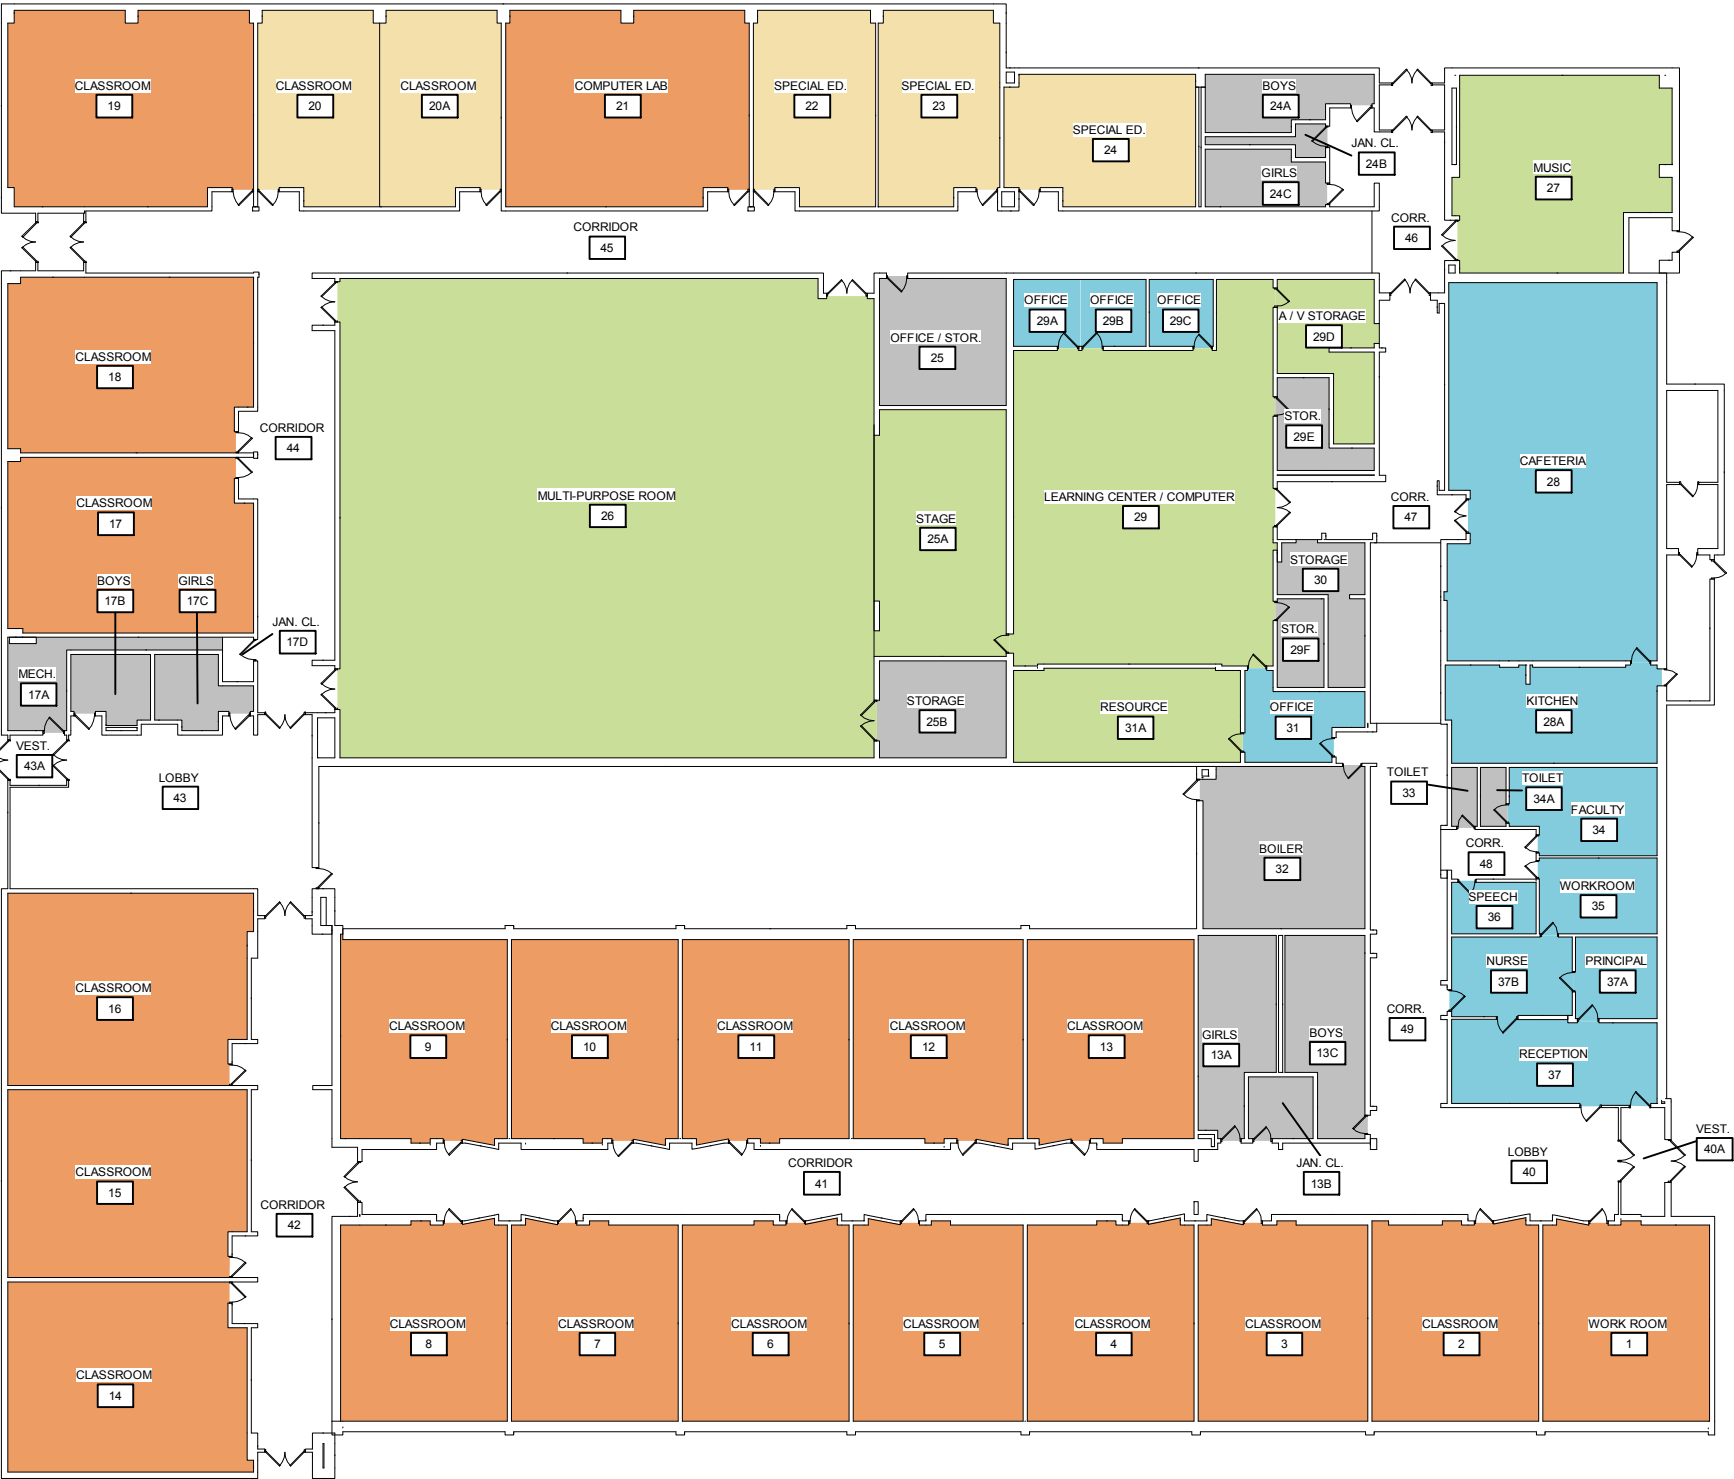 CLASSROOM
19
CLASSROOM
20
CLASSROOM
20A
COMPUTER LAB
21
SPECIAL ED.
22
SPECIAL ED.
23
SPECIAL ED.
24
BOYS
24A
JAN. CL.
24B
GIRLS
24C
MUSIC
27
CORRIDOR
45
CORR.
46
CLASSROOM
18
CORRIDOR
44
CLASSROOM
17
BOYS
17B
GIRLS
17C
JAN. CL.
17D
MECH.
17A
MULTI-PURPOSE ROOM
26
OFFICE / STOR.
25
STAGE
25A
STORAGE
25B
OFFICE
29A
OFFICE
29B
OFFICE
29C
A / V STORAGE
29D
STOR.
29E
LEARNING CENTER / COMPUTER
29
CORR.
47
CAFETERIA
28
STORAGE
30
STOR.
29F
RESOURCE
31A
OFFICE
31
KITCHEN
28A
VEST.
43A
LOBBY
43
TOILET
33
TOILET
34A
FACULTY
34
BOILER
32
CORR.
48
WORKROOM
35
SPEECH
36
NURSE
37B
PRINCIPAL
37A
CORR.
49
RECEPTION
37
CLASSROOM
16
CLASSROOM
9
CLASSROOM
10
CLASSROOM
11
CLASSROOM
12
CLASSROOM
13
GIRLS
13A
BOYS
13C
JAN. CL.
13B
CORRIDOR
41
LOBBY
40
VEST.
40A
CLASSROOM
15
CORRIDOR
42
CLASSROOM
14
CLASSROOM
8
CLASSROOM
7
CLASSROOM
6
CLASSROOM
5
CLASSROOM
4
CLASSROOM
3
CLASSROOM
2
WORK ROOM
1